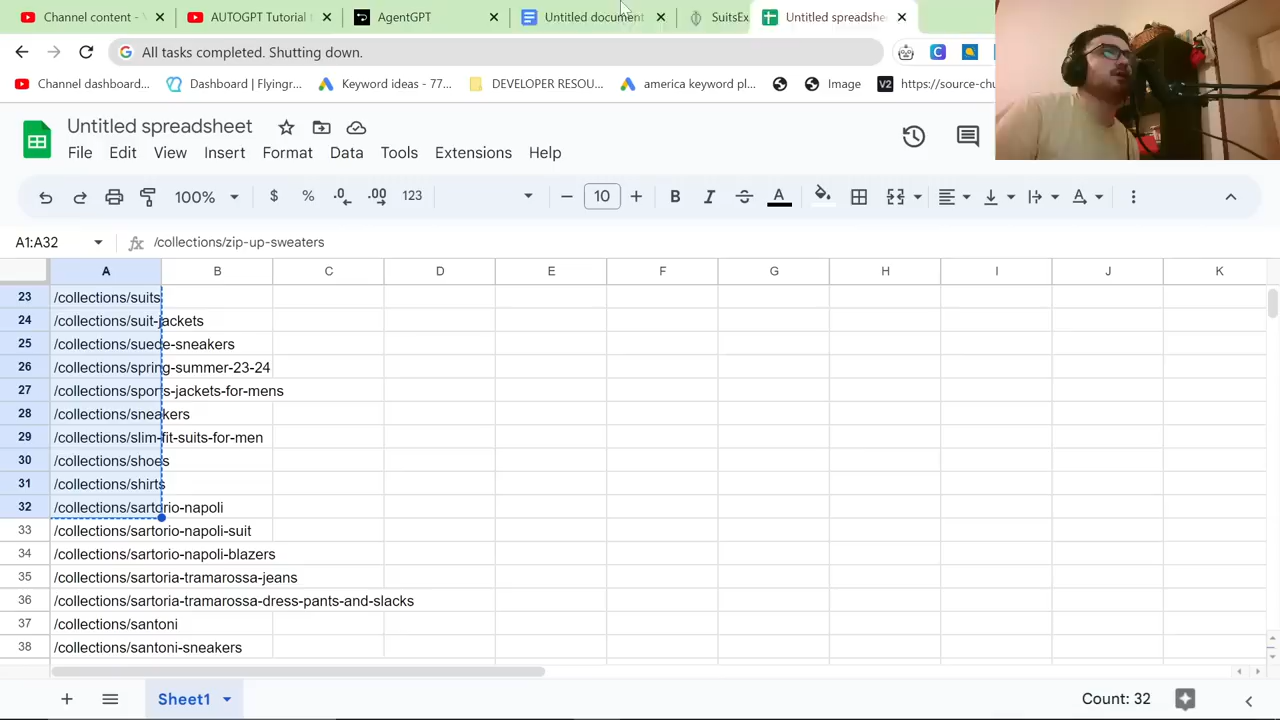 Channel content - Y
AUTOGPT Tutorial
AgentGPT
Untitled document
SuitsEx
Untitled spreadshe
All tasks completed. Shutting down.
Channel dashboard...
Dashboard | Flyingr...
Keyword ideas - 77...
DEVELOPER RESOU...
america keyword pl...
Image
V2
https://source-chu
Untitled spreadsheet
File Edit View Insert Format Data Tools Extensions Help
100% $ % .0 .00 123 10 B I A
A1:A32
fx
/collections/zip-up-sweaters
A B C D E F G H I J K
23 /collections/suits
24 /collections/suit-jackets
25 /collections/suede-sneakers
26 /collections/spring-summer-23-24
27 /collections/sports-jackets-for-mens
28 /collections/sneakers
29 /collections/slim-fit-suits-for-men
30 /collections/shoes
31 /collections/shirts
32 /collections/sartorio-napoli
33 /collections/sartorio-napoli-suit
34 /collections/sartorio-napoli-blazers
35 /collections/sartoria-tramarossa-jeans
36 /collections/sartoria-tramarossa-dress-pants-and-slacks
37 /collections/santoni
38 /collections/santoni-sneakers
Sheet1
Count: 32